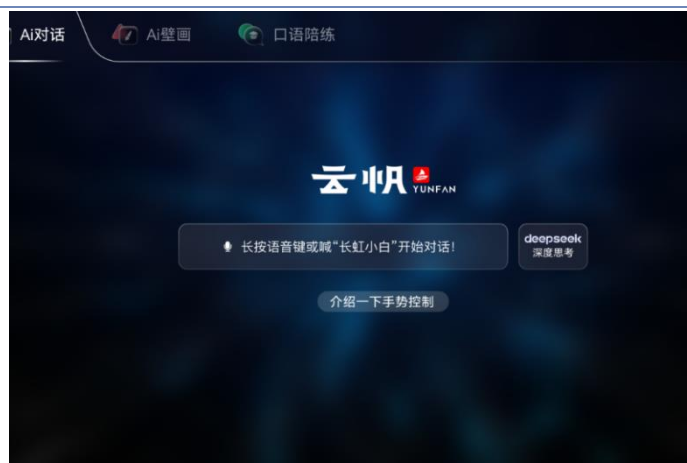 Ai对话
Ai壁画
口语陪练
云帆
YUNFAN
长按语音键或喊“长虹小白”开始对话!
deepseek
深度思考
介绍一下手势控制